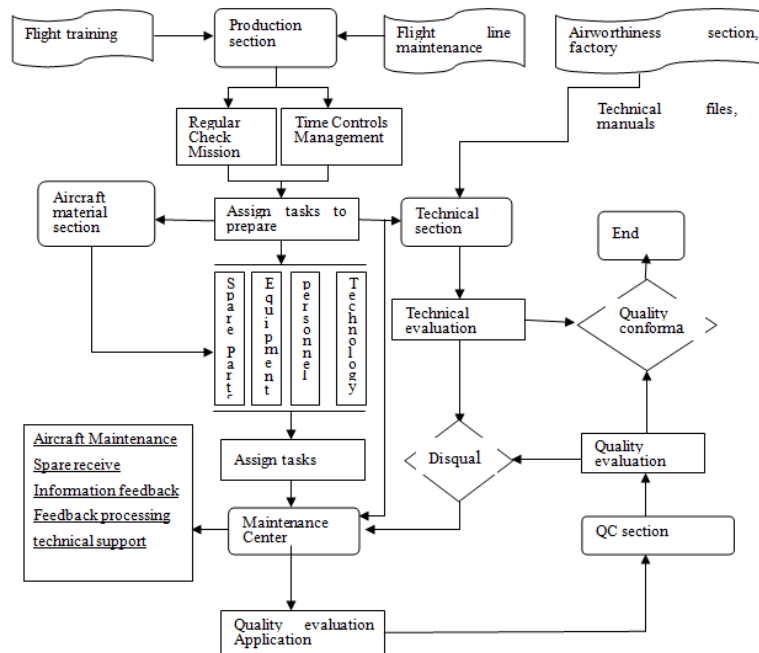 Flight training
Production
section
Flight line
maintenance
Airworthiness section,
factory
Technical files,
manuals
Regular
Check
Mission
Time Controls
Management
Aircraft
material
section
Assign tasks to
prepare
Technical
section
End
Spare Parts
Equipment
personnel
Technology
Technical
evaluation
Quality
conforma
Aircraft Maintenance
Spare receive
Information feedback
Feedback processing
technical support
Assign tasks
Disqual
Quality
evaluation
Maintenance
Center
QC section
Quality evaluation
Application